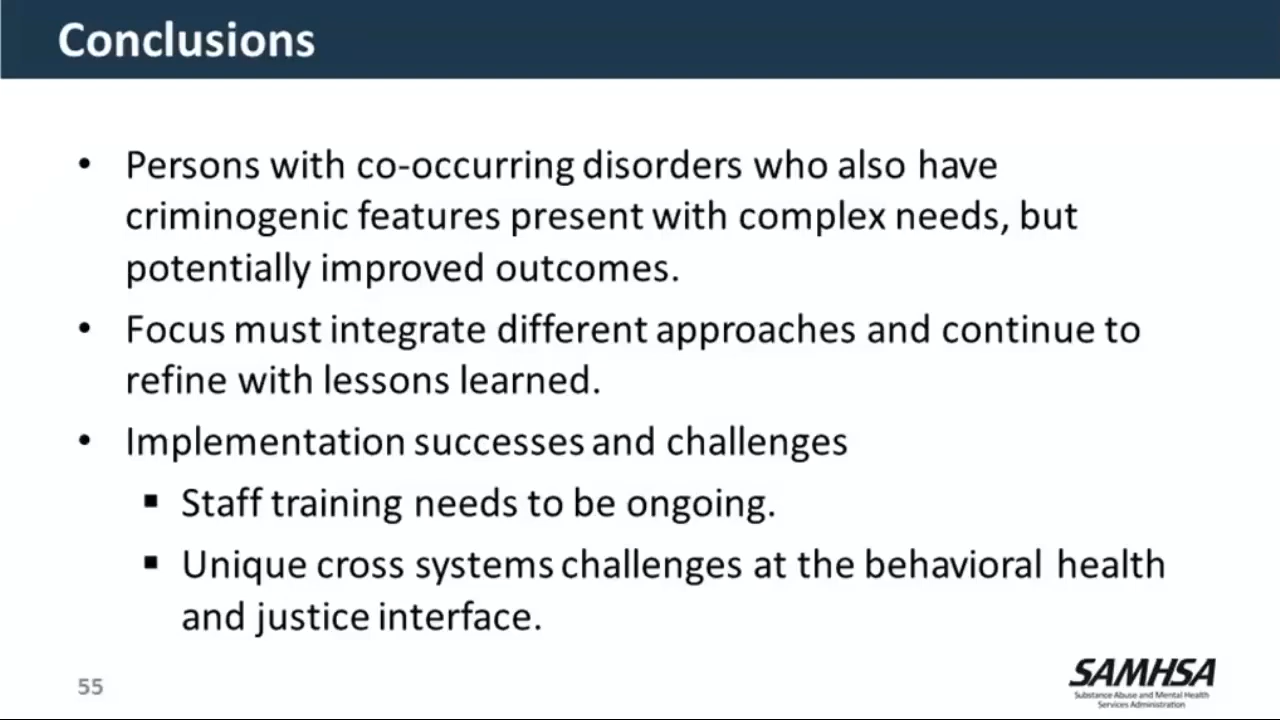 Conclusions
• Persons with co-occurring disorders who also have
criminogenic features present with complex needs, but
potentially improved outcomes.
• Focus must integrate different approaches and continue to
refine with lessons learned.
• Implementation successes and challenges
▪ Staff training needs to be ongoing.
▪ Unique cross systems challenges at the behavioral health
and justice interface.
55
SAMHSA
Substance Abuse and Mental Health
Services Administration